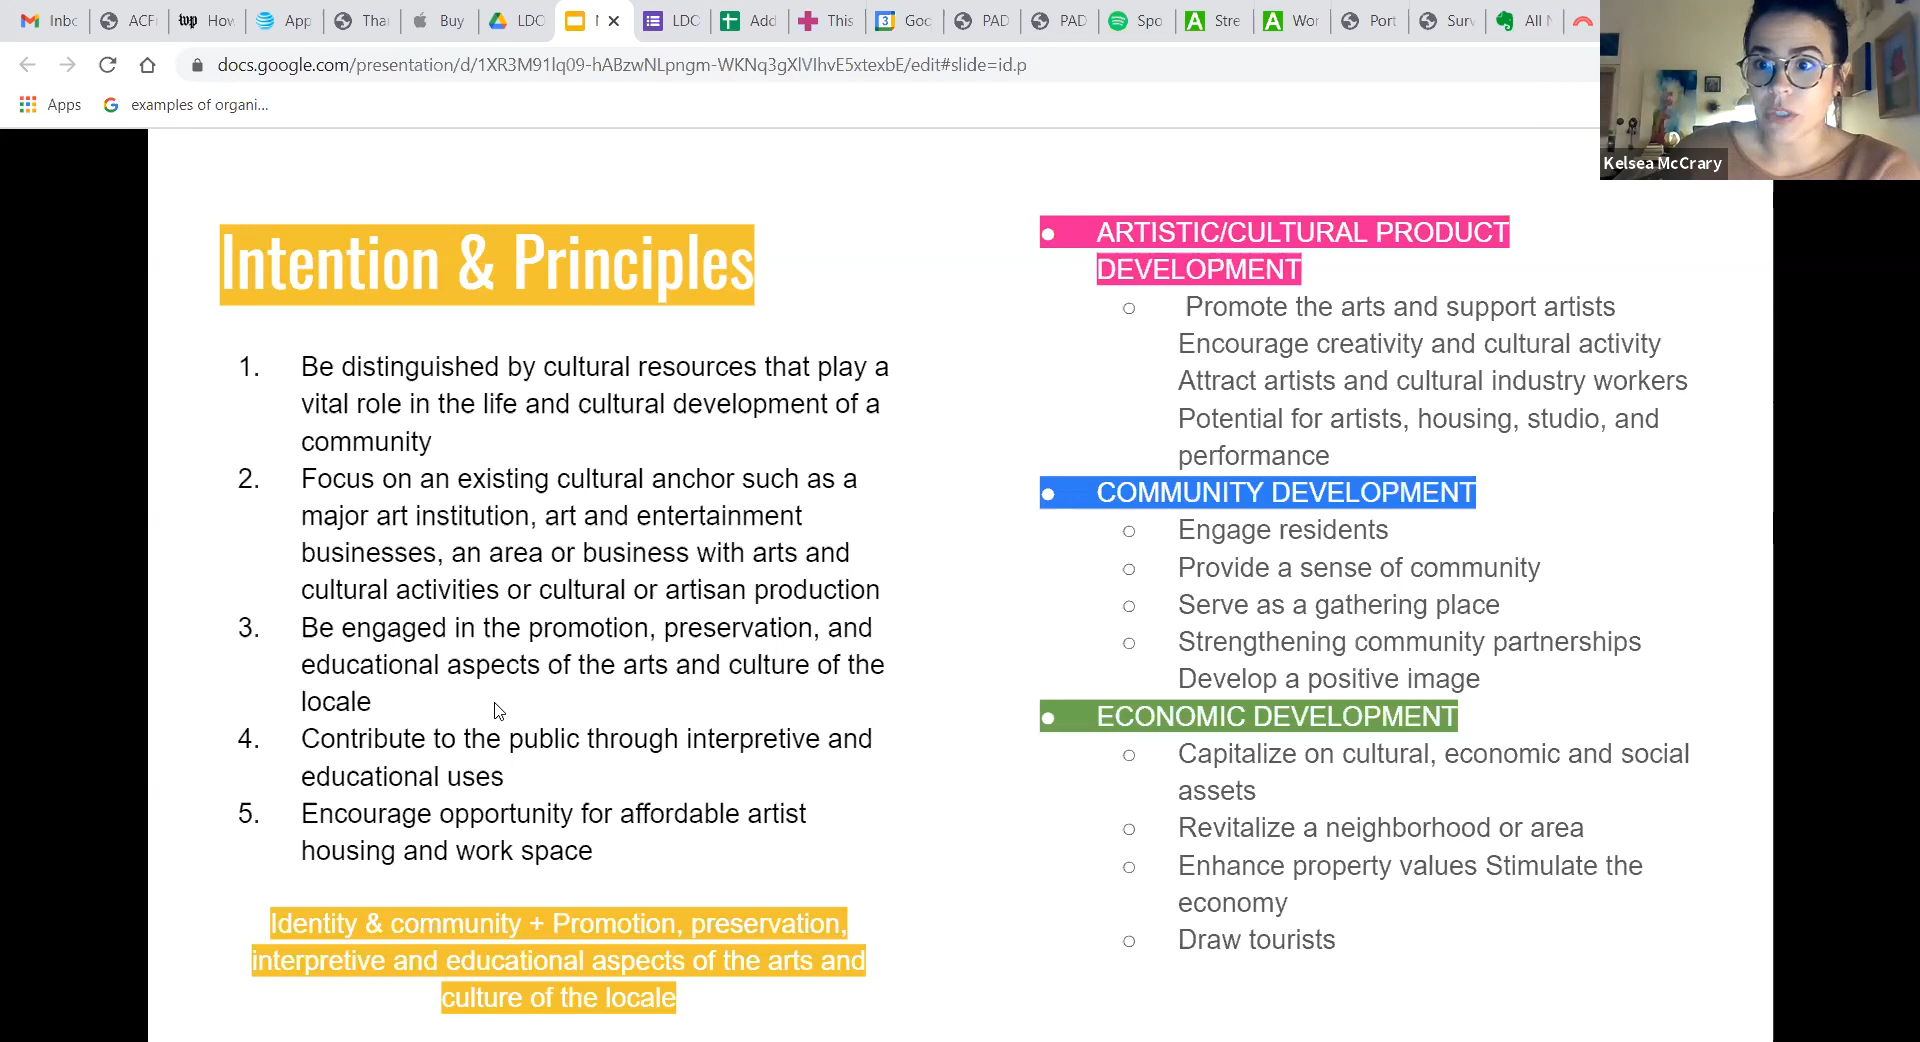 Inbc
ACF
wp
How
App
Tha
Buy
LDC
LDC
Add
This
3
Goc
PAD
PAD
Spo
A
Stre
A
Wor
Port
Surv
All N
docs.google.com/presentation/d/1XR3M91lq09-hABzwNLpngm-WKNq3gXlVIhvE5xtexbE/edit#slide=id.p
Apps
G
examples of organi...
Kelsea McCrary
Intention & Principles
1. Be distinguished by cultural resources that play a
vital role in the life and cultural development of a
community
2. Focus on an existing cultural anchor such as a
major art institution, art and entertainment
businesses, an area or business with arts and
cultural activities or cultural or artisan production
3. Be engaged in the promotion, preservation, and
educational aspects of the arts and culture of the
locale
4. Contribute to the public through interpretive and
educational uses
5. Encourage opportunity for affordable artist
housing and work space
Identity & community + Promotion, preservation,
interpretive and educational aspects of the arts and
culture of the locale
● ARTISTIC/CULTURAL PRODUCT
DEVELOPMENT
○ Promote the arts and support artists
Encourage creativity and cultural activity
Attract artists and cultural industry workers
Potential for artists, housing, studio, and
performance
● COMMUNITY DEVELOPMENT
○ Engage residents
○ Provide a sense of community
○ Serve as a gathering place
○ Strengthening community partnerships
Develop a positive image
● ECONOMIC DEVELOPMENT
○ Capitalize on cultural, economic and social
assets
○ Revitalize a neighborhood or area
○ Enhance property values Stimulate the
economy
○ Draw tourists